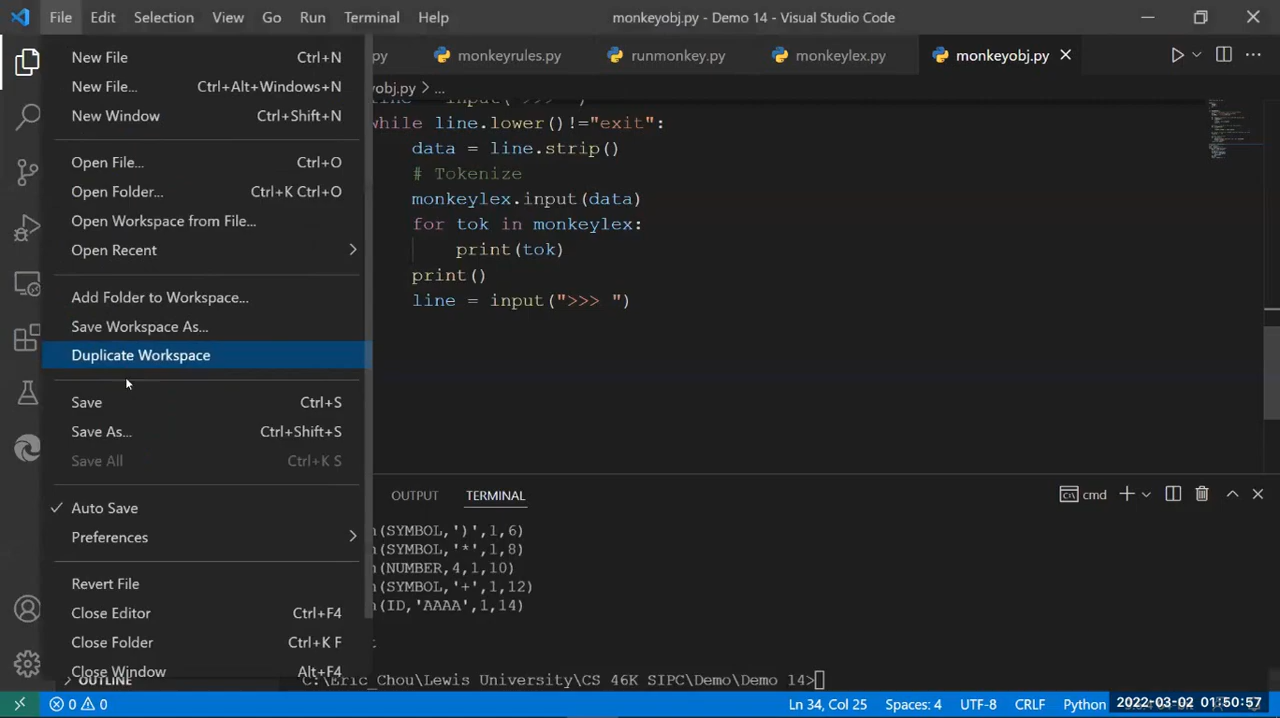 File Edit Selection View Go Run Terminal Help monkeyobj.py - Demo 14 - Visual Studio Code
New File Ctrl+N
New File... Ctrl+Alt+Windows+N
New Window Ctrl+Shift+N
Open File... Ctrl+O
Open Folder... Ctrl+K Ctrl+O
Open Workspace from File...
Open Recent
Add Folder to Workspace...
Save Workspace As...
Duplicate Workspace
Save Ctrl+S
Save As... Ctrl+Shift+S
Save All Ctrl+K S
Auto Save
Preferences
Revert File
Close Editor Ctrl+F4
Close Folder Ctrl+K F
Close Window Alt+F4
OUTLINE
py monkeyrules.py runmonkey.py monkeylex.py monkeyobj.py
yobj.py > ...
line = input(">>> ")
while line.lower()!="exit":
data = line.strip()
# Tokenize
monkeylex.input(data)
for tok in monkeylex:
print(tok)
print()
line = input(">>> ")
OUTPUT TERMINAL cmd
n(SYMBOL,')',1,6)
n(SYMBOL,'*',1,8)
n(NUMBER,4,1,10)
n(SYMBOL,'+',1,12)
n(ID,'AAAA',1,14)
t
C:\Eric_Chou\Lewis University\CS 46K SIPC\Demo\Demo 14>
0 0 Ln 34, Col 25 Spaces: 4 UTF-8 CRLF Python 2022-03-02 01:50:57